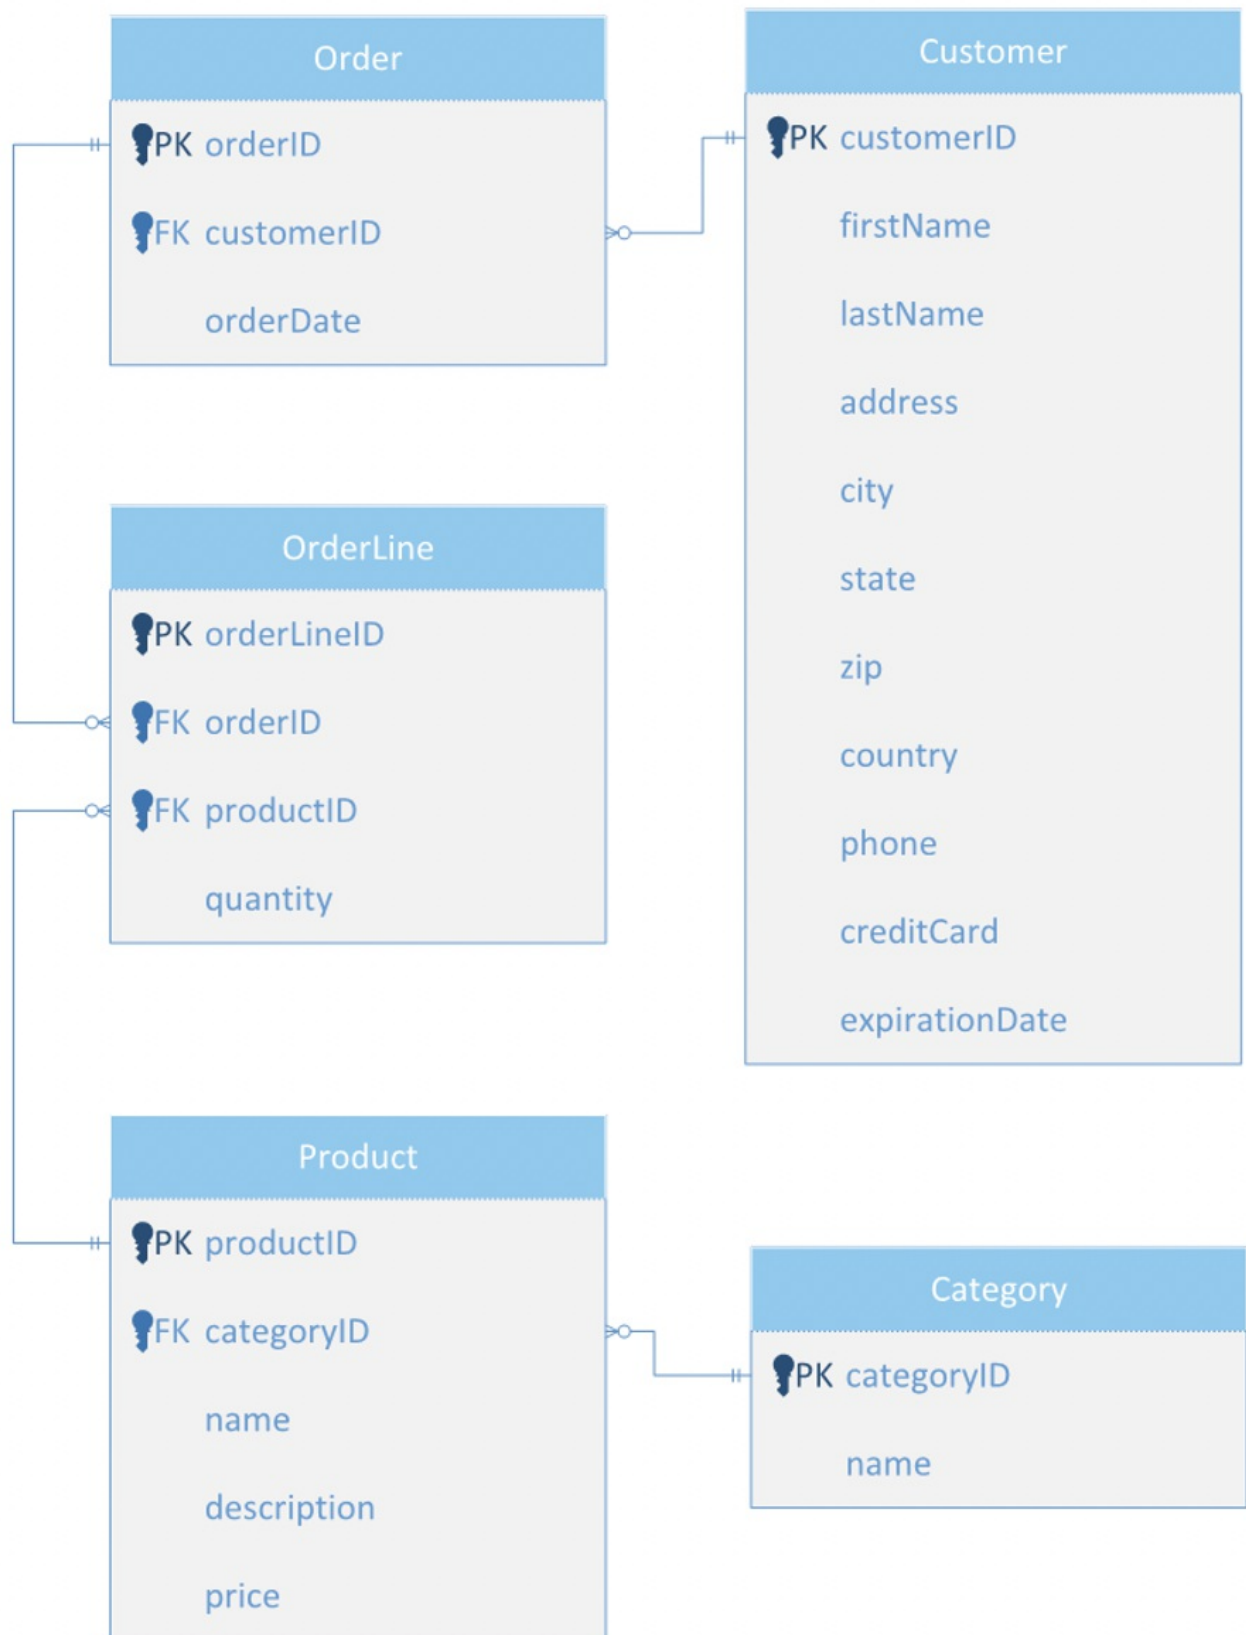 Order
PK orderID
FK customerID
orderDate
Customer
PK customerID
firstName
lastName
address
city
state
zip
country
phone
creditCard
expirationDate
OrderLine
PK orderLineID
FK orderID
FK productID
quantity
Product
PK productID
FK categoryID
name
description
price
Category
PK categoryID
name